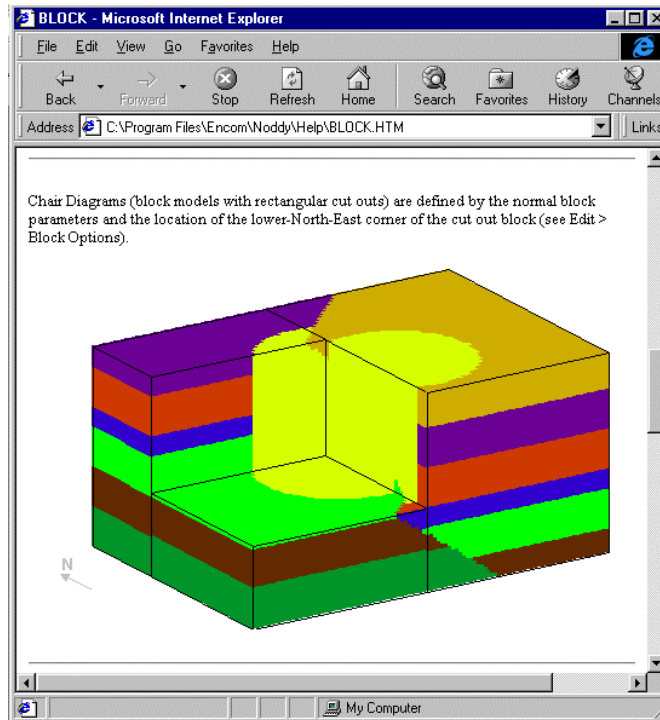 BLOCK - Microsoft Internet Explorer
File Edit View Go Favorites Help
Back Forward Stop Refresh Home Search Favorites History Channels
Address C:\Program Files\Encom\Noddy\Help\BLOCK.HTM Links
Chair Diagrams (block models with rectangular cut outs) are defined by the normal block
parameters and the location of the lower-North-East corner of the cut out block (see Edit >
Block Options).
N
My Computer